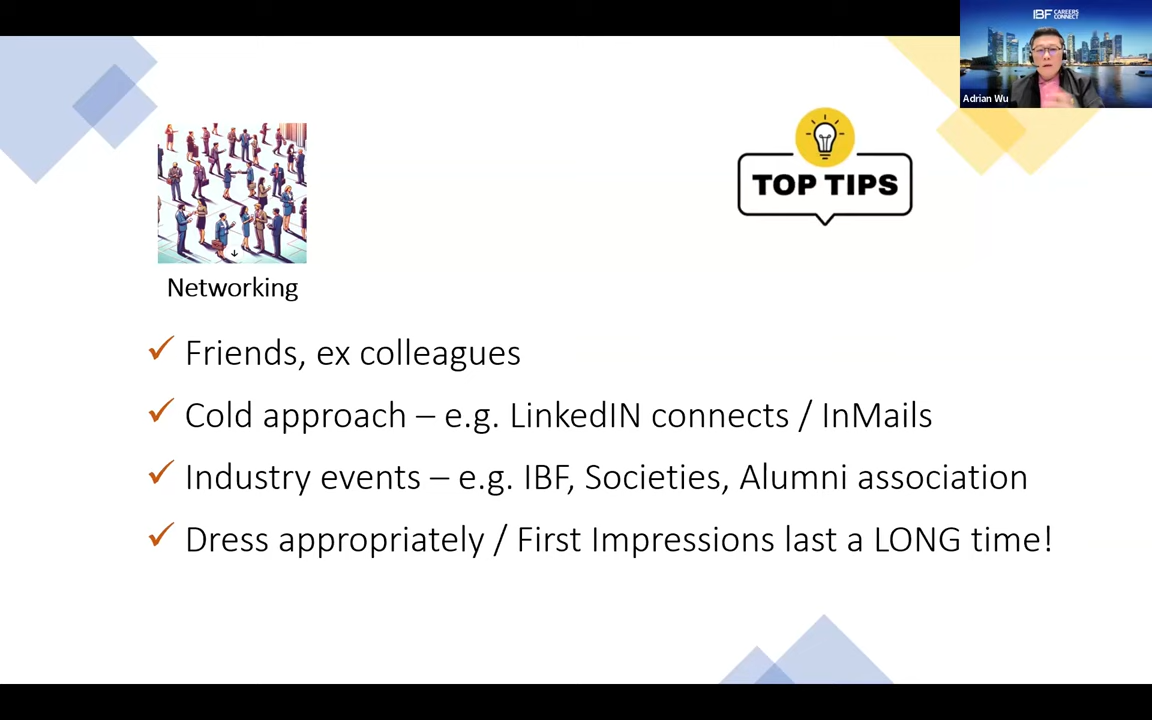 IBF CAREERS
CONNECT
Adrian Wu
TOP TIPS
Networking
Friends, ex colleagues
Cold approach – e.g. LinkedIN connects / InMails
Industry events – e.g. IBF, Societies, Alumni association
Dress appropriately / First Impressions last a LONG time!